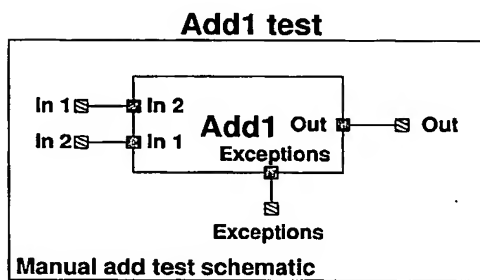 Add1 test
In 1 In 2
Add1 Out Out
In 2 In 1
Exceptions
Exceptions
Manual add test schematic